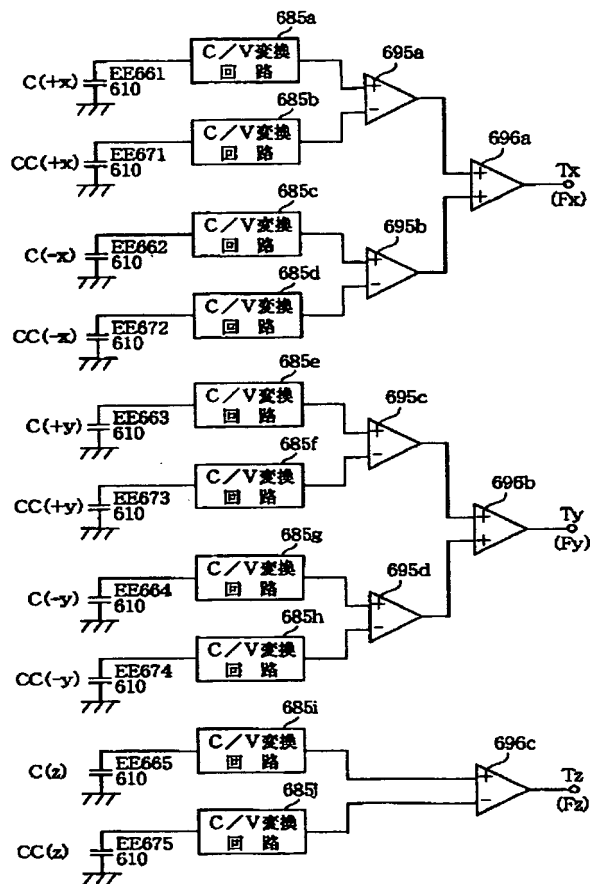 685a
C/V変換
回 路
C(+x)
EE661
610
695a
685b
C/V変換
回 路
CC(+x)
EE671
610
696a
Tx
(Fx)
685c
C/V変換
回 路
C(-x)
EE662
610
695b
685d
C/V変換
回 路
CC(-x)
EE672
610
685e
C/V変換
回 路
C(+y)
EE663
610
695c
685f
C/V変換
回 路
CC(+y)
EE673
610
696b
Ty
(Fy)
685g
C/V変換
回 路
C(-y)
EE664
610
695d
685h
C/V変換
回 路
CC(-y)
EE674
610
685i
C/V変換
回 路
C(z)
EE665
610
696c
Tz
(Fz)
685j
C/V変換
回 路
CC(z)
EE675
610